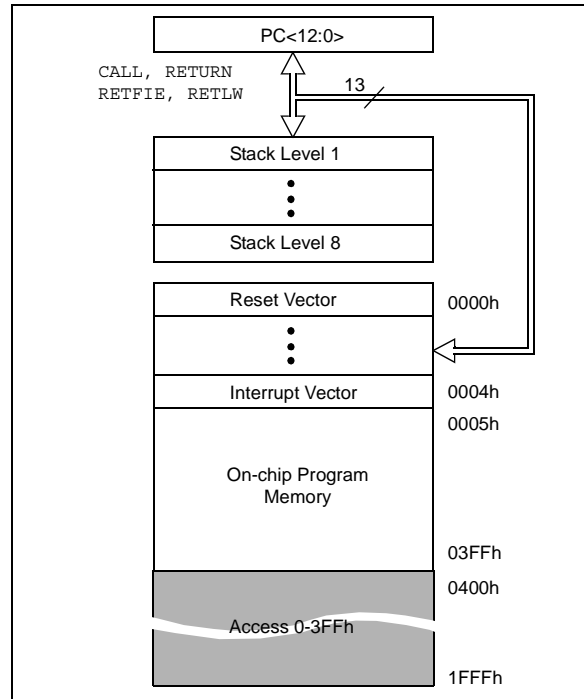 PC<12:0>
CALL, RETURN
RETFIE, RETLW
13
Stack Level 1
Stack Level 8
Reset Vector
0000h
Interrupt Vector
0004h
0005h
On-chip Program
Memory
03FFh
0400h
Access 0-3FFh
1FFFh